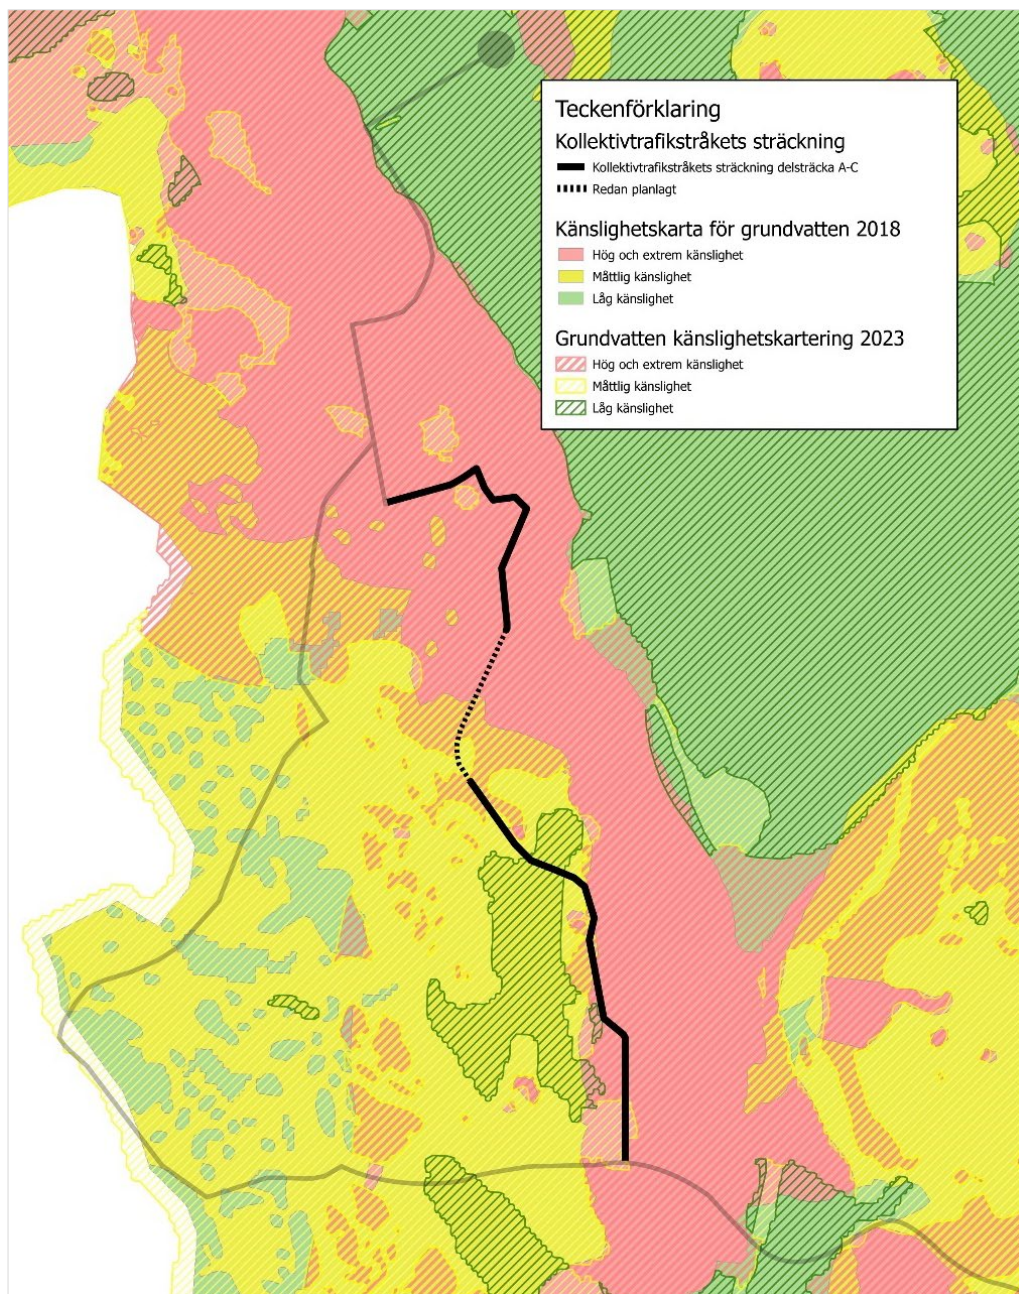 Teckenförklaring
Kollektivtrafikstråkets sträckning
Kollektivtrafikstråkets sträckning delsträcka A-C
Redan planlagt
Känslighetskarta för grundvatten 2018
Hög och extrem känslighet
Måttlig känslighet
Låg känslighet
Grundvatten känslighetskartering 2023
Hög och extrem känslighet
Måttlig känslighet
Låg känslighet